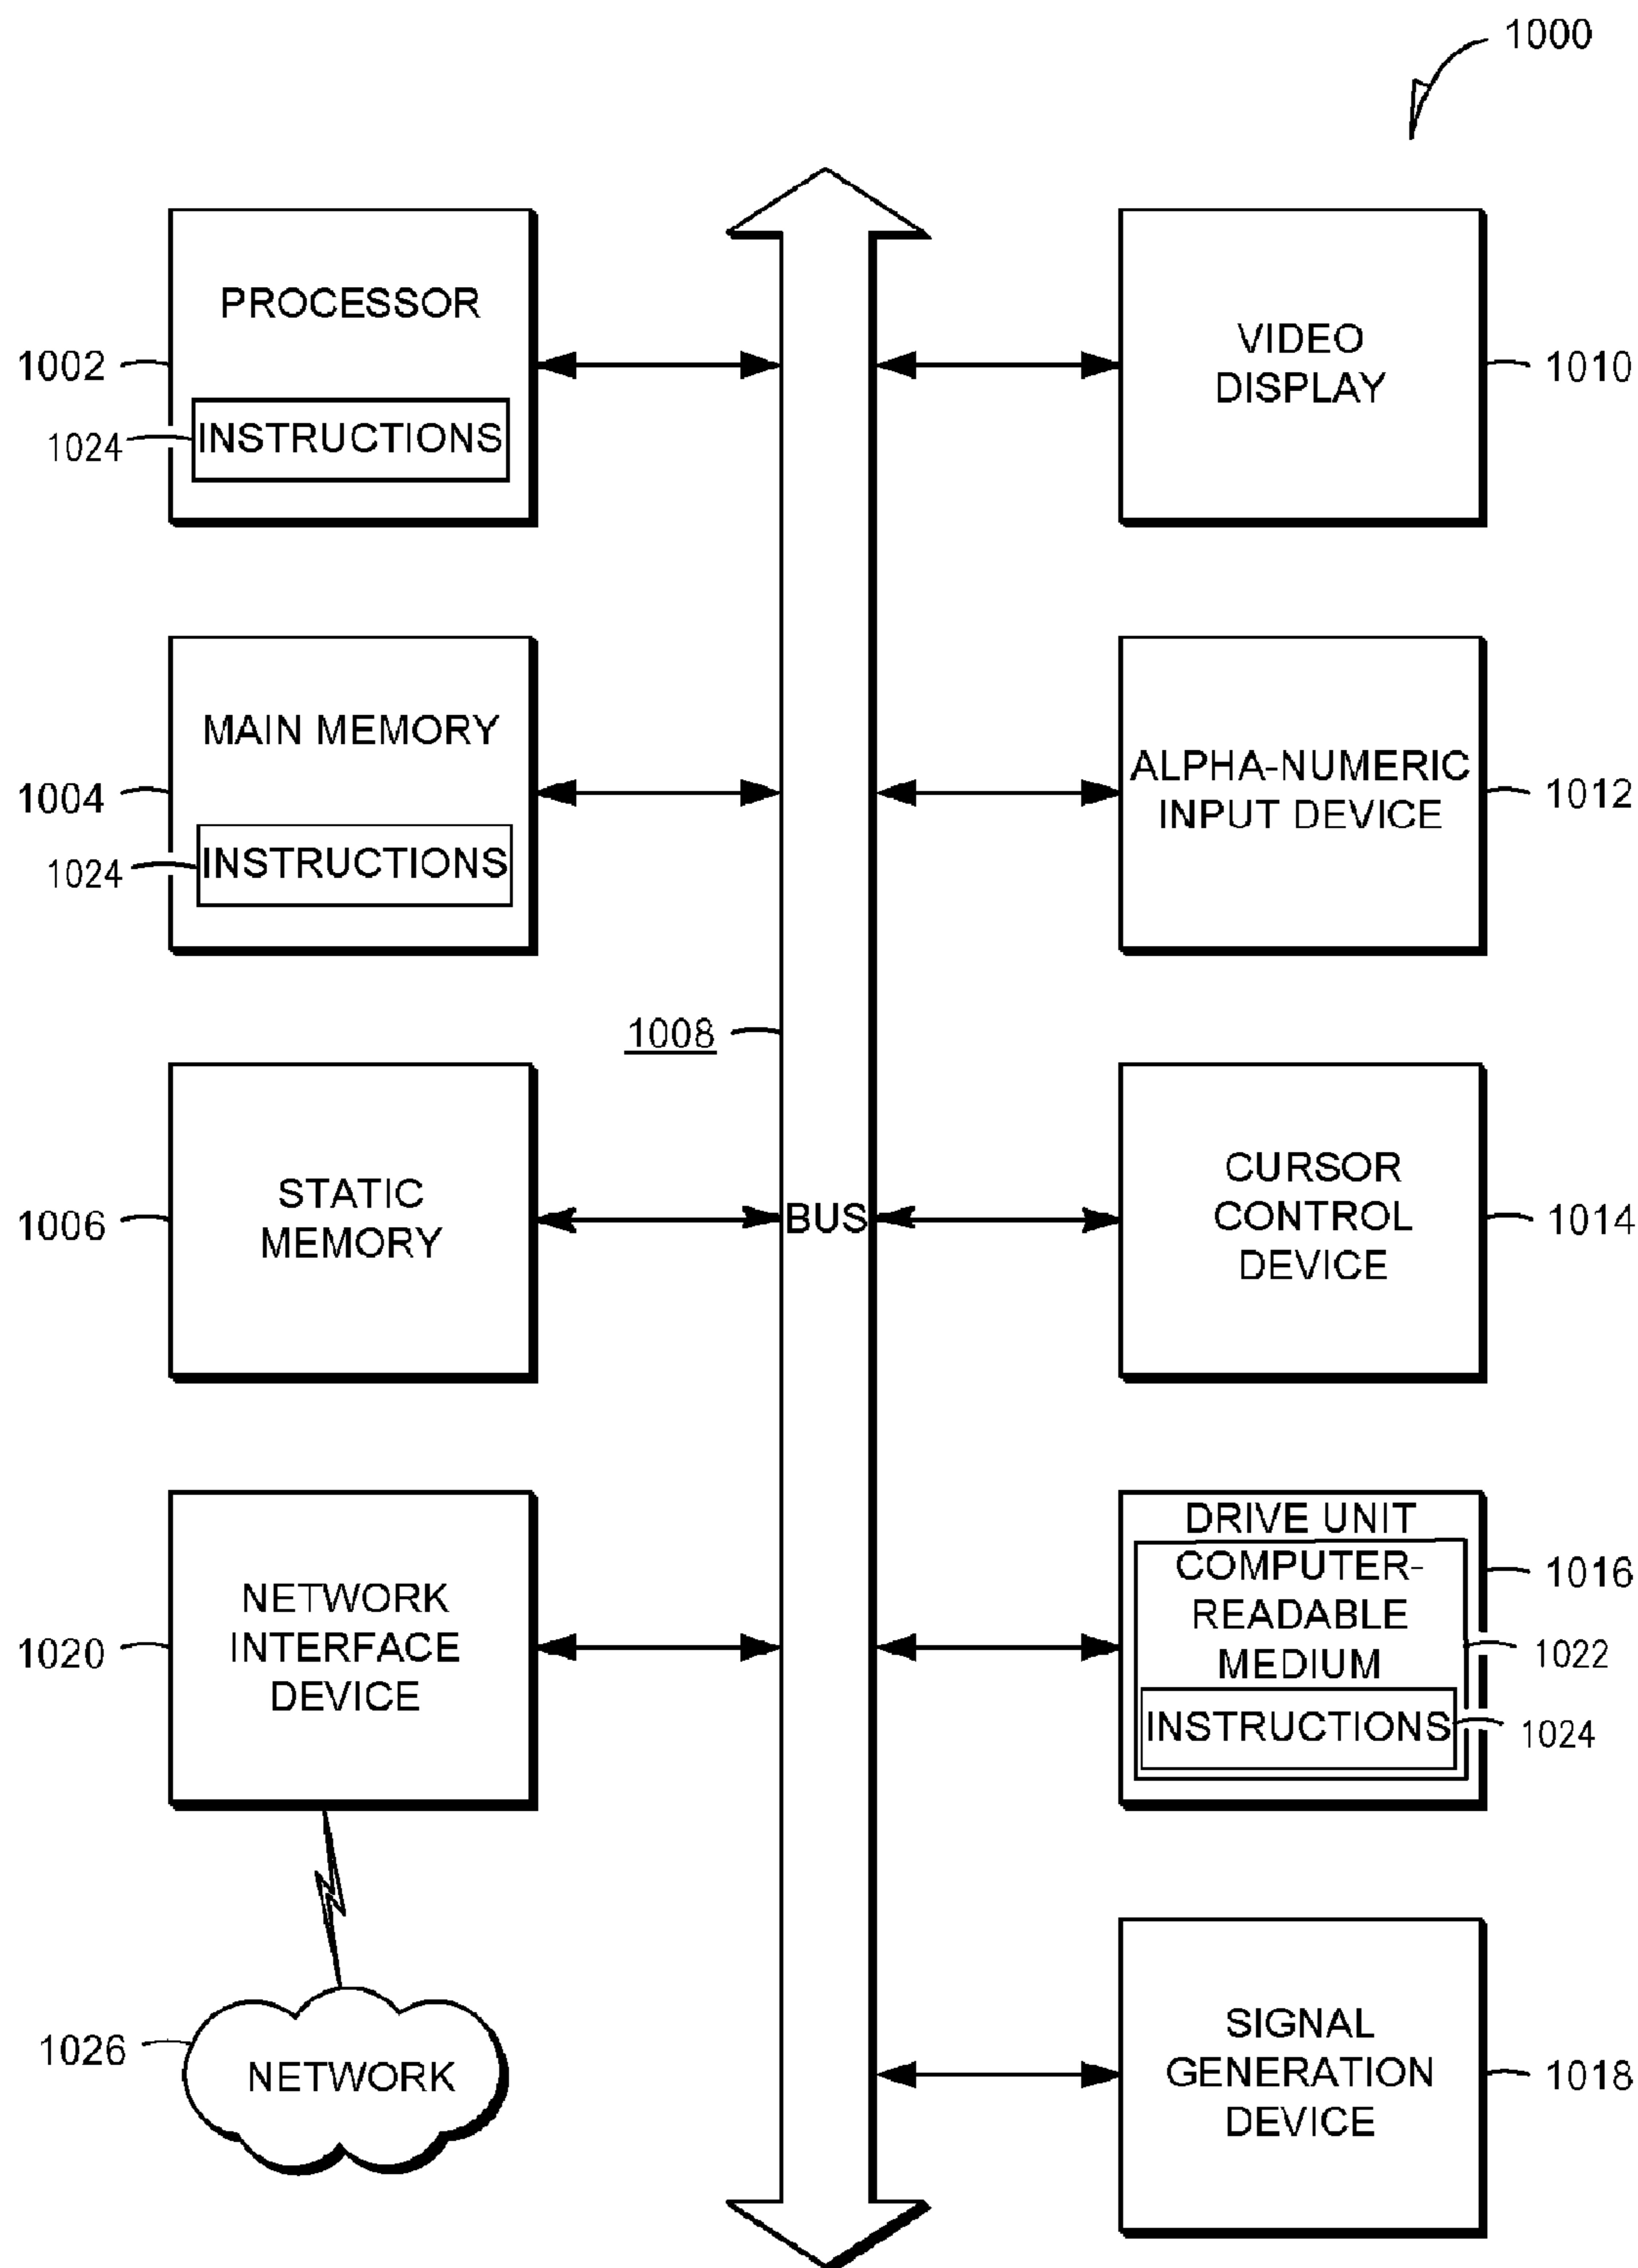 1000
PROCESSOR
1002
1024
INSTRUCTIONS
VIDEO
DISPLAY
1010
MAIN MEMORY
1004
1024
INSTRUCTIONS
ALPHA-NUMERIC
INPUT DEVICE
1012
1008
STATIC
MEMORY
1006
BUS
CURSOR
CONTROL
DEVICE
1014
NETWORK
INTERFACE
DEVICE
1020
DRIVE UNIT
COMPUTER-
READABLE
MEDIUM
INSTRUCTIONS
1016
1022
1024
1026
NETWORK
SIGNAL
GENERATION
DEVICE
1018